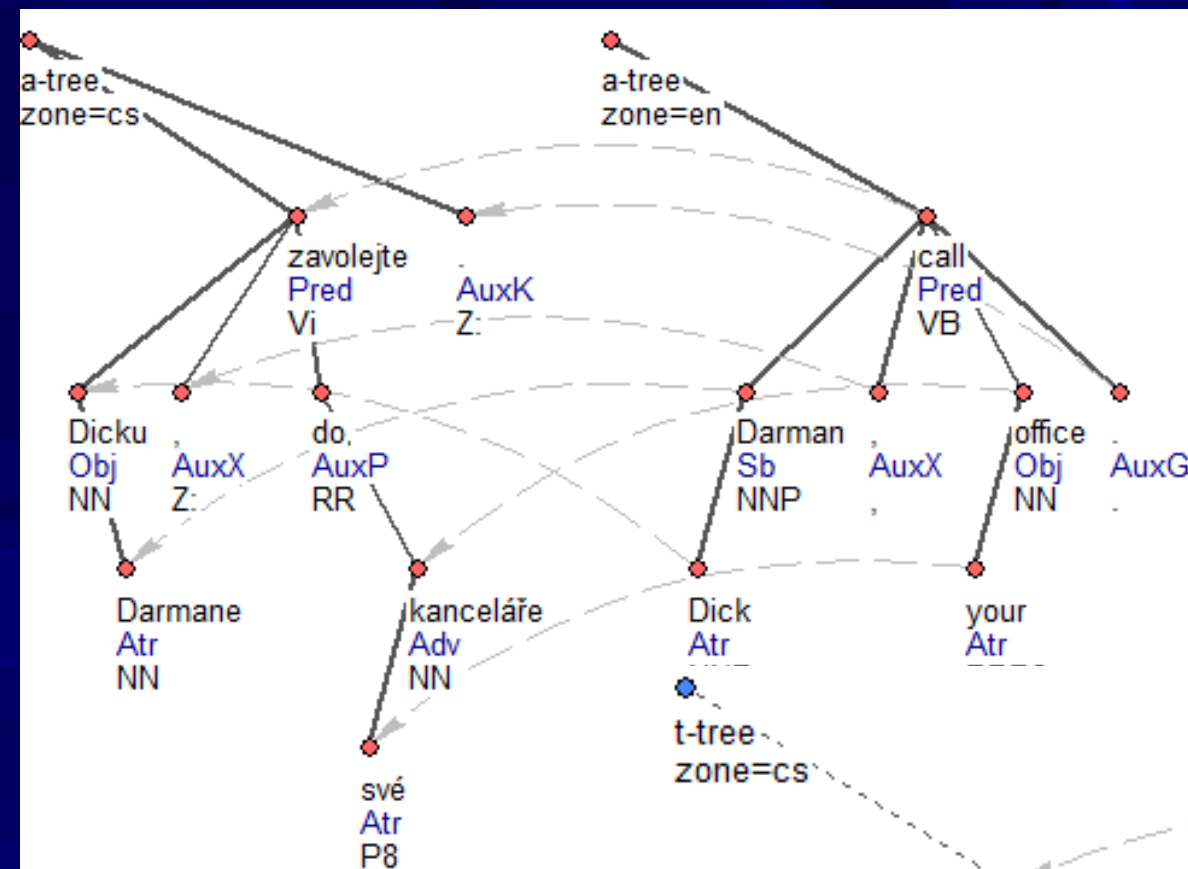 a-tree
zone=cs
a-tree
zone=en
zavolejte
Pred
Vi
.
AuxK
Z:
call
Pred
VB
Dicku
Obj
NN
,
AuxX
Z:
do
AuxP
RR
Darman
Sb
NNP
,
AuxX
,
office
Obj
NN
.
AuxG
.
Darmane
Atr
NN
kanceláře
Adv
NN
Dick
Atr
your
Atr
t-tree
zone=cs
své
Atr
P8